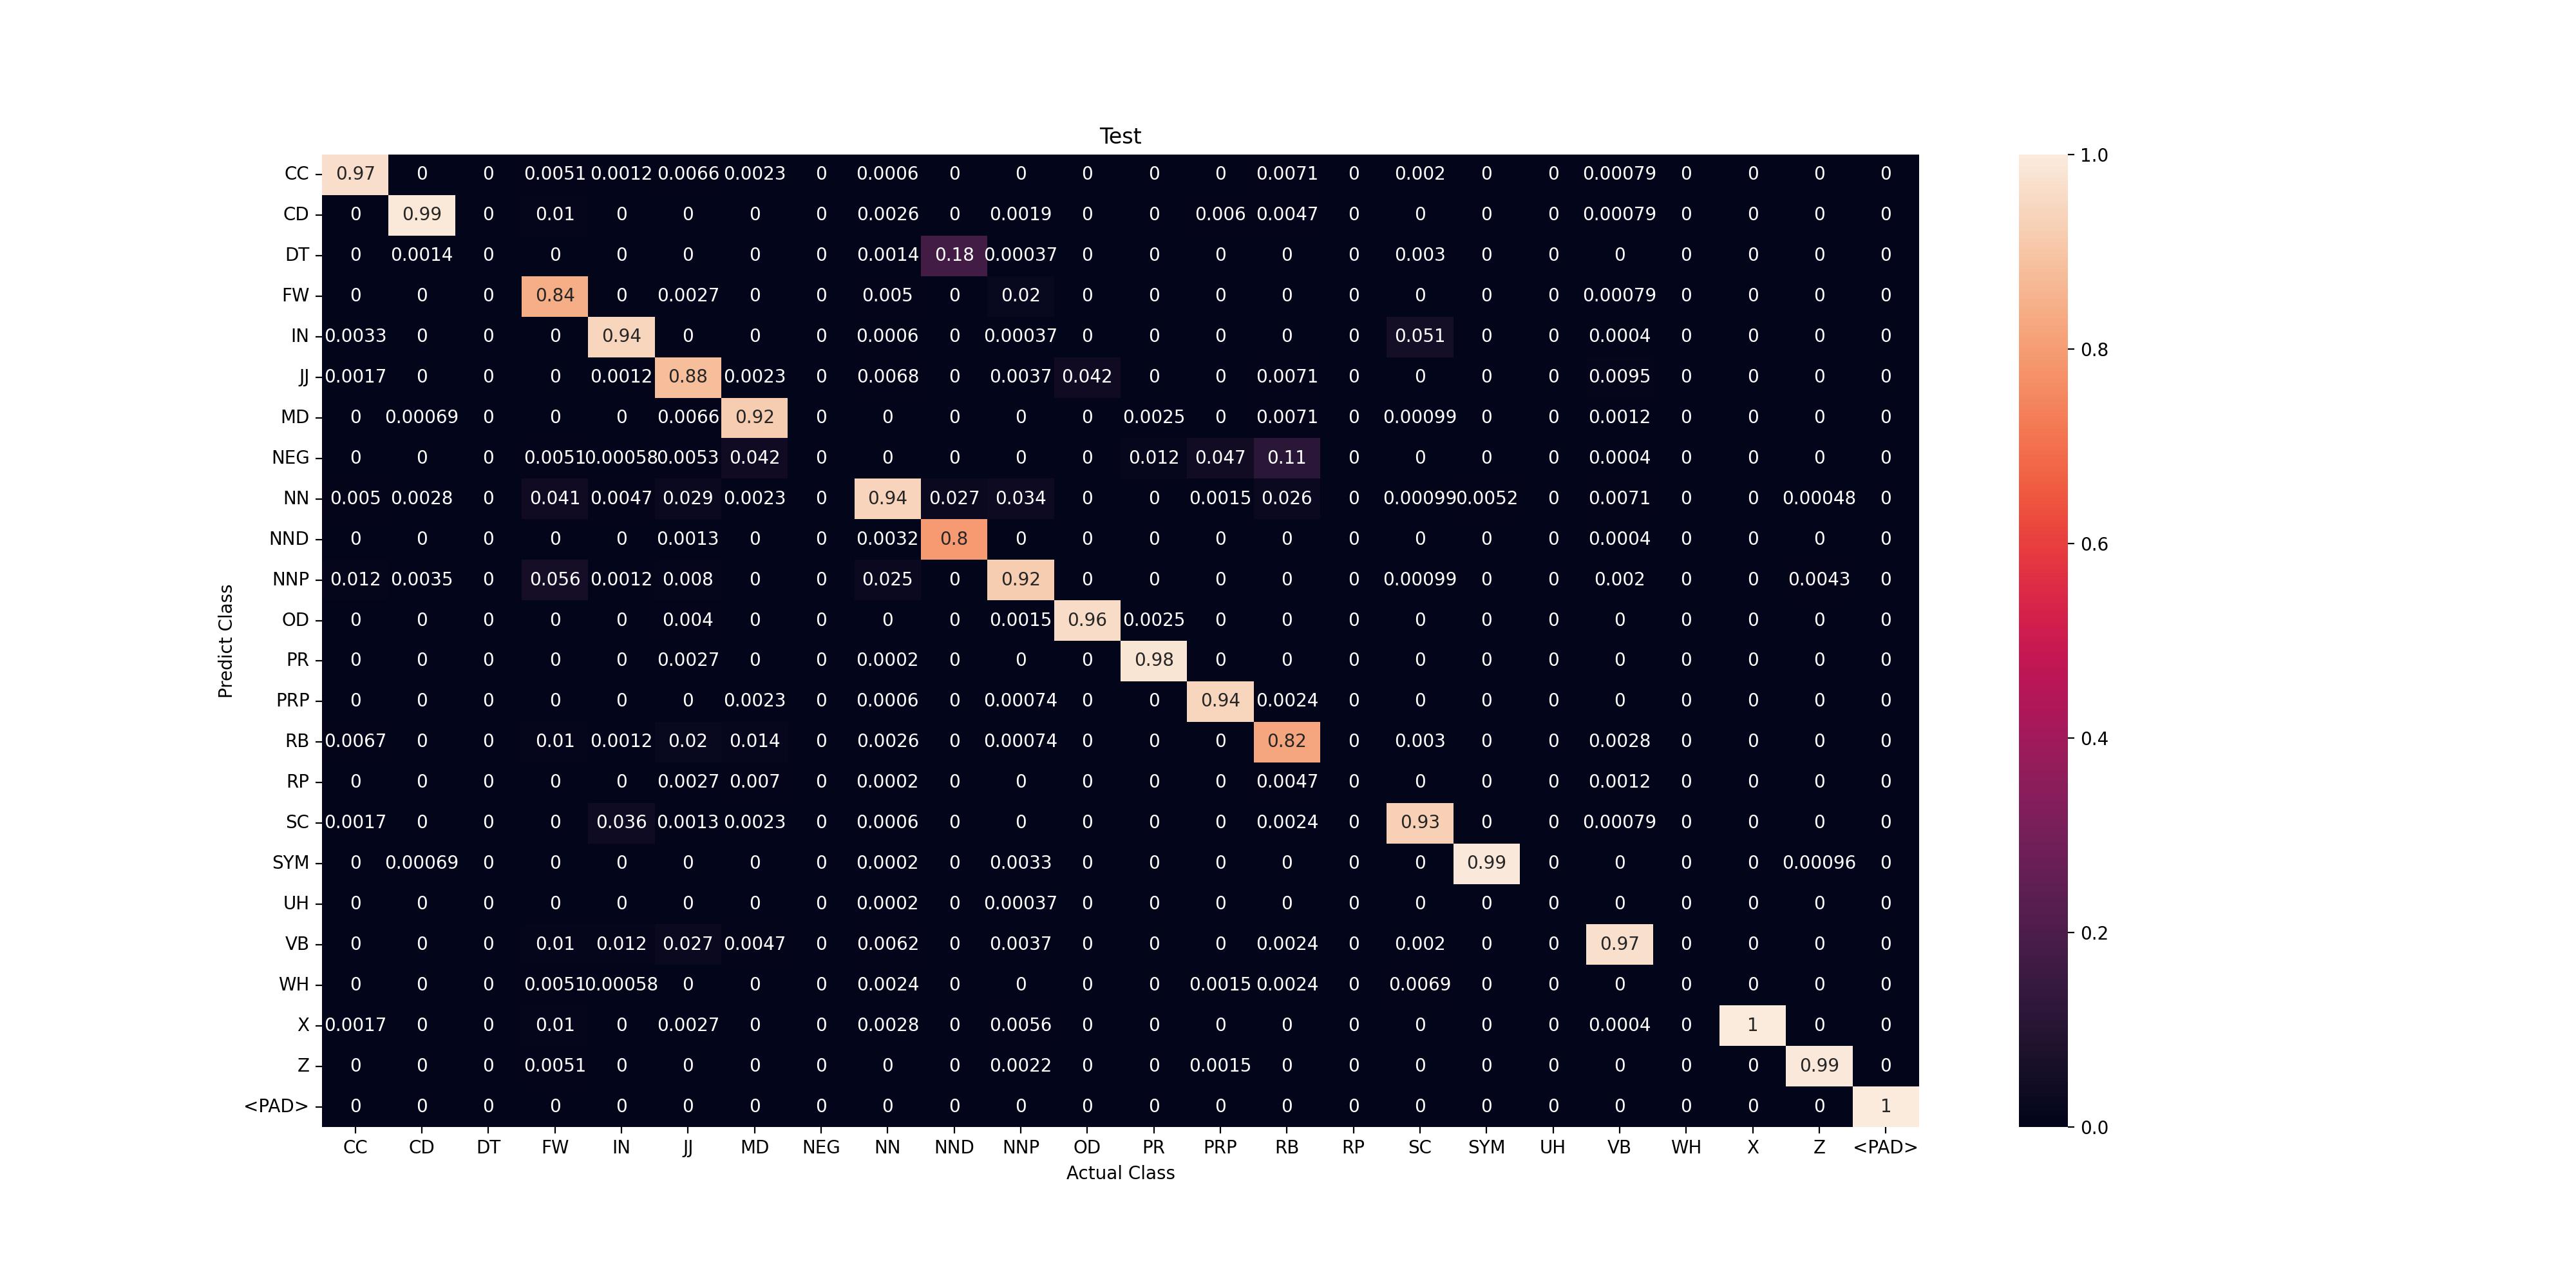 Test
CC 0.97 0 0 0.0051 0.0012 0.0066 0.0023 0 0.0006 0 0 0 0 0 0.0071 0 0.002 0 0 0.00079 0 0 0 0 1.0
CD 0 0.99 0 0.01 0 0 0 0 0.0026 0 0.0019 0 0 0.006 0.0047 0 0 0 0 0.00079 0 0 0 0
DT 0 0.0014 0 0 0 0 0 0 0.0014 0.18 0.00037 0 0 0 0 0 0.003 0 0 0 0 0 0 0
FW 0 0 0 0.84 0 0.0027 0 0 0.005 0 0.02 0 0 0 0 0 0 0 0 0.00079 0 0 0 0
IN 0.0033 0 0 0 0.94 0 0 0 0.0006 0 0.00037 0 0 0 0 0 0.051 0 0 0.0004 0 0 0 0 0.8
JJ 0.0017 0 0 0 0.0012 0.88 0.0023 0 0.0068 0 0.0037 0.042 0 0 0.0071 0 0 0 0 0.0095 0 0 0 0
MD 0 0.00069 0 0 0 0.0066 0.92 0 0 0 0 0 0.0025 0 0.0071 0 0.00099 0 0 0.0012 0 0 0 0
NEG 0 0 0 0.0051 0.00058 0.0053 0.042 0 0 0 0 0 0.012 0.047 0.11 0 0 0 0 0.0004 0 0 0 0
NN 0.005 0.0028 0 0.041 0.0047 0.029 0.0023 0 0.94 0.027 0.034 0 0 0.0015 0.026 0 0.00099 0.0052 0 0.0071 0 0 0.00048 0
NND 0 0 0 0 0 0.0013 0 0 0.0032 0.8 0 0 0 0 0 0 0 0 0 0.0004 0 0 0 0 0.6
NNP 0.012 0.0035 0 0.056 0.0012 0.008 0 0 0.025 0 0.92 0 0 0 0 0 0.00099 0 0 0.002 0 0 0.0043 0
OD 0 0 0 0 0 0.004 0 0 0 0 0.0015 0.96 0.0025 0 0 0 0 0 0 0 0 0 0 0
Predict Class
PR 0 0 0 0 0 0.0027 0 0 0.0002 0 0 0 0.98 0 0 0 0 0 0 0 0 0 0 0
PRP 0 0 0 0 0 0 0.0023 0 0.0006 0 0.00074 0 0 0.94 0.0024 0 0 0 0 0 0 0 0 0
RB 0.0067 0 0 0.01 0.0012 0.02 0.014 0 0.0026 0 0.00074 0 0 0 0.82 0 0.003 0 0 0.0028 0 0 0 0 0.4
RP 0 0 0 0 0 0.0027 0.007 0 0.0002 0 0 0 0 0 0.0047 0 0 0 0 0.0012 0 0 0 0
SC 0.0017 0 0 0 0.036 0.0013 0.0023 0 0.0006 0 0 0 0 0 0.0024 0 0.93 0 0 0.00079 0 0 0 0
SYM 0 0.00069 0 0 0 0 0 0 0.0002 0 0.0033 0 0 0 0 0 0 0.99 0 0 0 0 0.00096 0
UH 0 0 0 0 0 0 0 0 0.0002 0 0.00037 0 0 0 0 0 0 0 0 0 0 0 0 0
VB 0 0 0 0.01 0.012 0.027 0.0047 0 0.0062 0 0.0037 0 0 0 0.0024 0 0.002 0 0 0.97 0 0 0 0 0.2
WH 0 0 0 0.0051 0.00058 0 0 0 0.0024 0 0 0 0 0.0015 0.0024 0 0.0069 0 0 0 0 0 0 0
X 0.0017 0 0 0.01 0 0.0027 0 0 0.0028 0 0.0056 0 0 0 0 0 0 0 0 0.0004 0 1 0 0
Z 0 0 0 0.0051 0 0 0 0 0 0 0.0022 0 0 0.0015 0 0 0 0 0 0 0 0 0.99 0
<PAD> 0 0 0 0 0 0 0 0 0 0 0 0 0 0 0 0 0 0 0 0 0 0 0 1 0.0
CC CD DT FW IN JJ MD NEG NN NND NNP OD PR PRP RB RP SC SYM UH VB WH X Z <PAD>
Actual Class